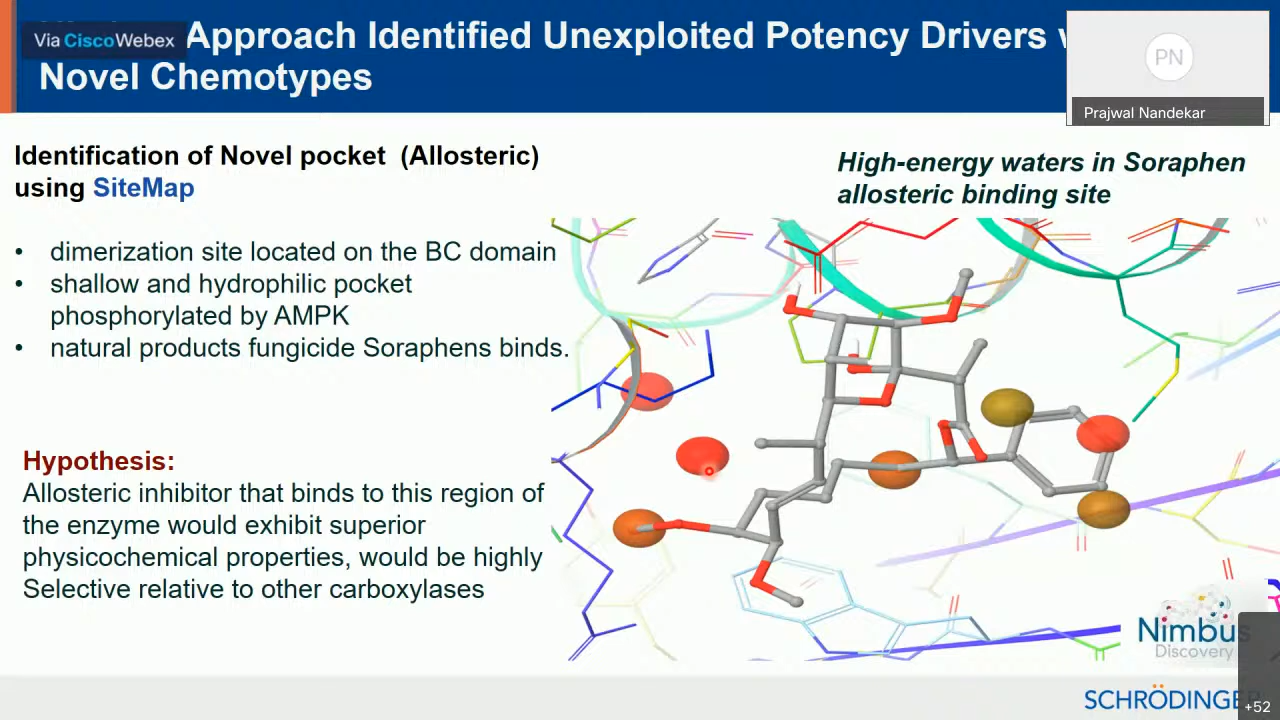 Via CiscoWebex
Approach Identified Unexploited Potency Drivers
Novel Chemotypes
PN
Prajwal Nandekar
Identification of Novel pocket (Allosteric)
using SiteMap
• dimerization site located on the BC domain
• shallow and hydrophilic pocket
phosphorylated by AMPK
• natural products fungicide Soraphens binds.
Hypothesis:
Allosteric inhibitor that binds to this region of
the enzyme would exhibit superior
physicochemical properties, would be highly
Selective relative to other carboxylases
High-energy waters in Soraphen
allosteric binding site
Nimbus
Discovery
SCHRÖDINGE
+52